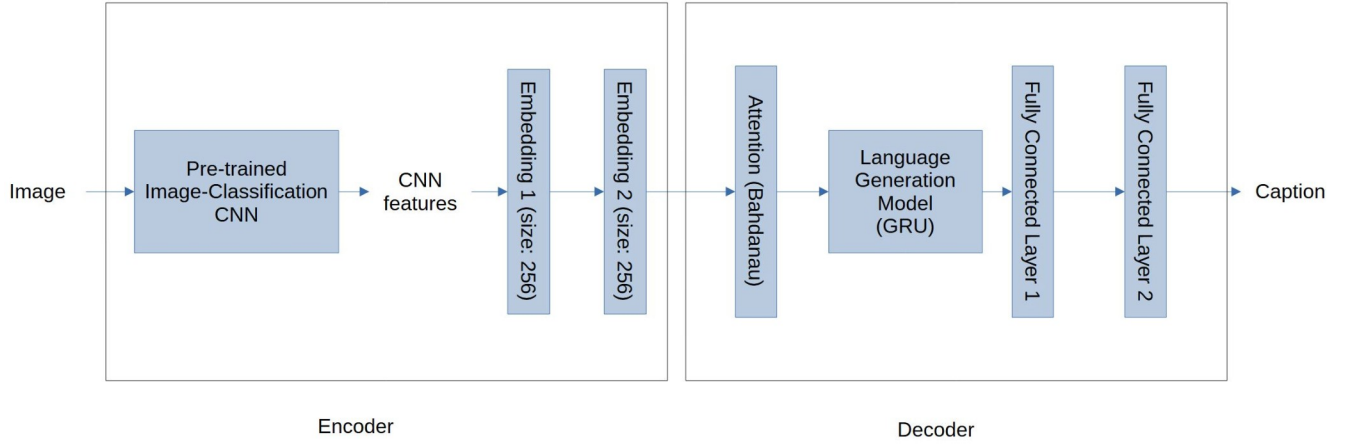 Image
Pre-trained
Image-Classification
CNN
CNN
features
Embedding 1 (size: 256)
Embedding 2 (size: 256)
Attention (Bahdanau)
Language
Generation
Model
(GRU)
Fully Connected Layer 1
Fully Connected Layer 2
Caption
Encoder
Decoder